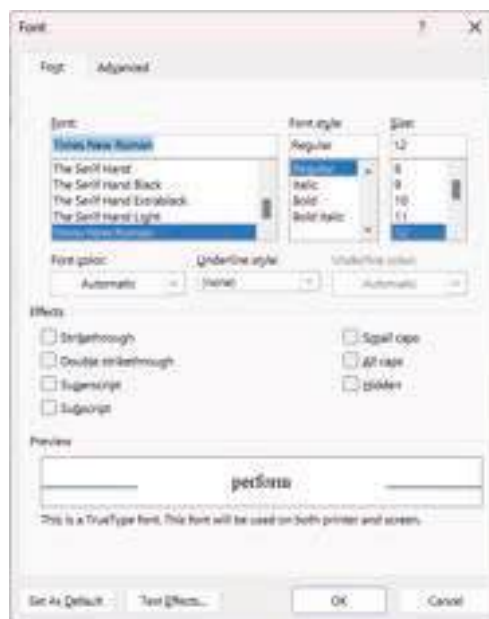 Font ? X
Font Advanced
Font: Font style: Size:
Times New Roman Regular 12
The Serif Hand Regular 8
The Serif Hand Black Italic 9
The Serif Hand Extrablack Bold 10
The Serif Hand Light Bold Italic 11
Times New Roman 12
Font color: Underline style: Underline color:
Automatic (none) Automatic
Effects
Strikethrough Small caps
Double strikethrough All caps
Superscript Hidden
Subscript
Preview
perform
This is a TrueType font. This font will be used on both printer and screen.
Set As Default Text Effects... OK Cancel